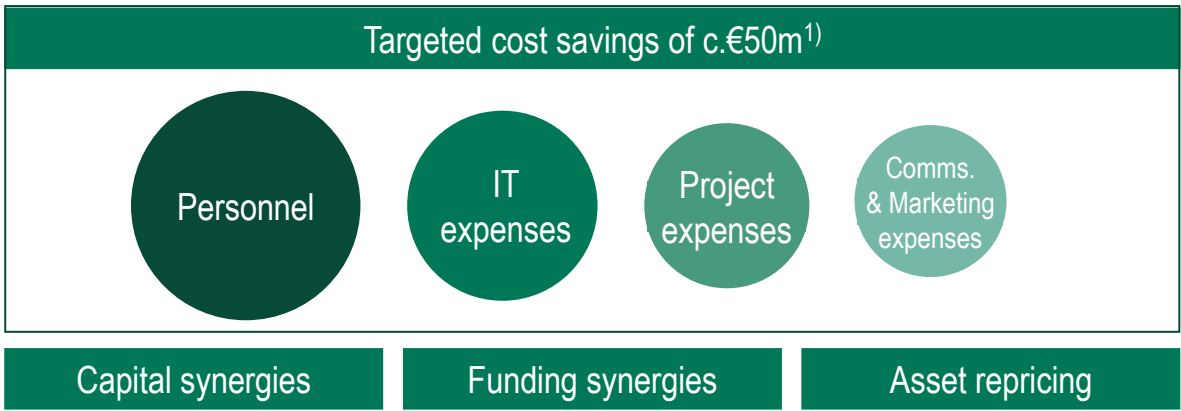 Targeted cost savings of c.€50m1)
Personnel
IT
expenses
Project
expenses
Comms.
& Marketing
expenses
Capital synergies
Funding synergies
Asset repricing